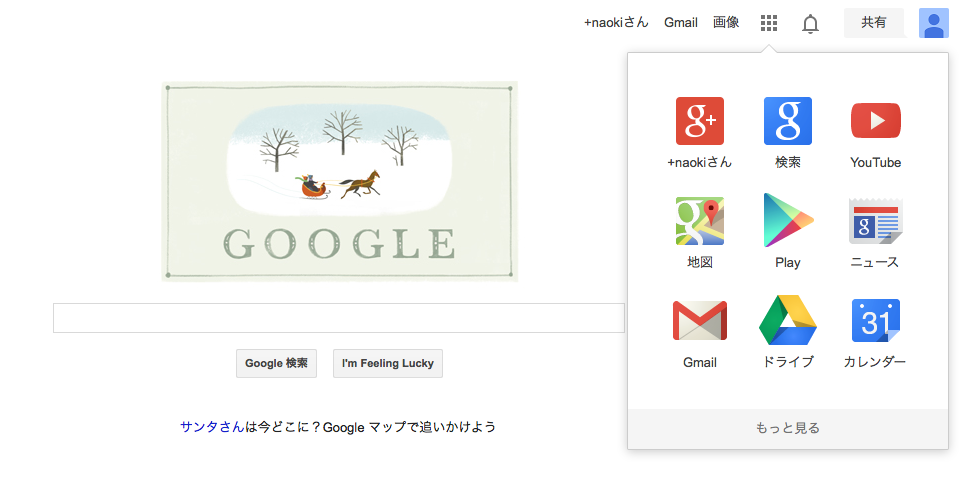 +naokiさん Gmail 画像 共有
GOOGLE
+naokiさん 検索 YouTube
地図 Play ニュース
31
Gmail ドライブ カレンダー
もっと見る
Google 検索 I'm Feeling Lucky
サンタさんは今どこに？Google マップで追いかけよう